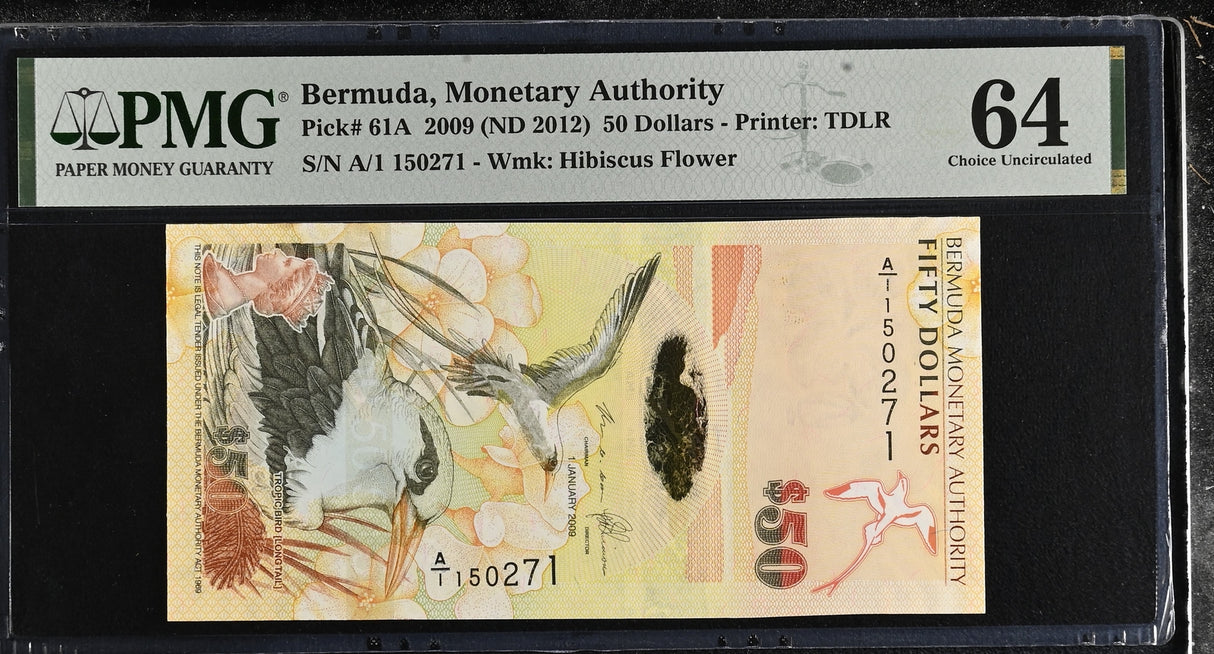 PMG®
PAPER MONEY GUARANTY
Bermuda, Monetary Authority
Pick# 61A 2009 (ND 2012) 50 Dollars - Printer: TDLR
S/N A/1 150271 - Wmk: Hibiscus Flower
64
Choice Uncirculated
BERMUDA MONETARY AUTHORITY
FIFTY DOLLARS
A/1 150271
$50
CHAIRMAN
DIRECTOR
1 JANUARY 2009
A/1 150271
TROPICBIRD (LONGTAIL)
$50
THIS NOTE IS LEGAL TENDER ISSUED UNDER THE BERMUDA MONETARY AUTHORITY ACT 1969